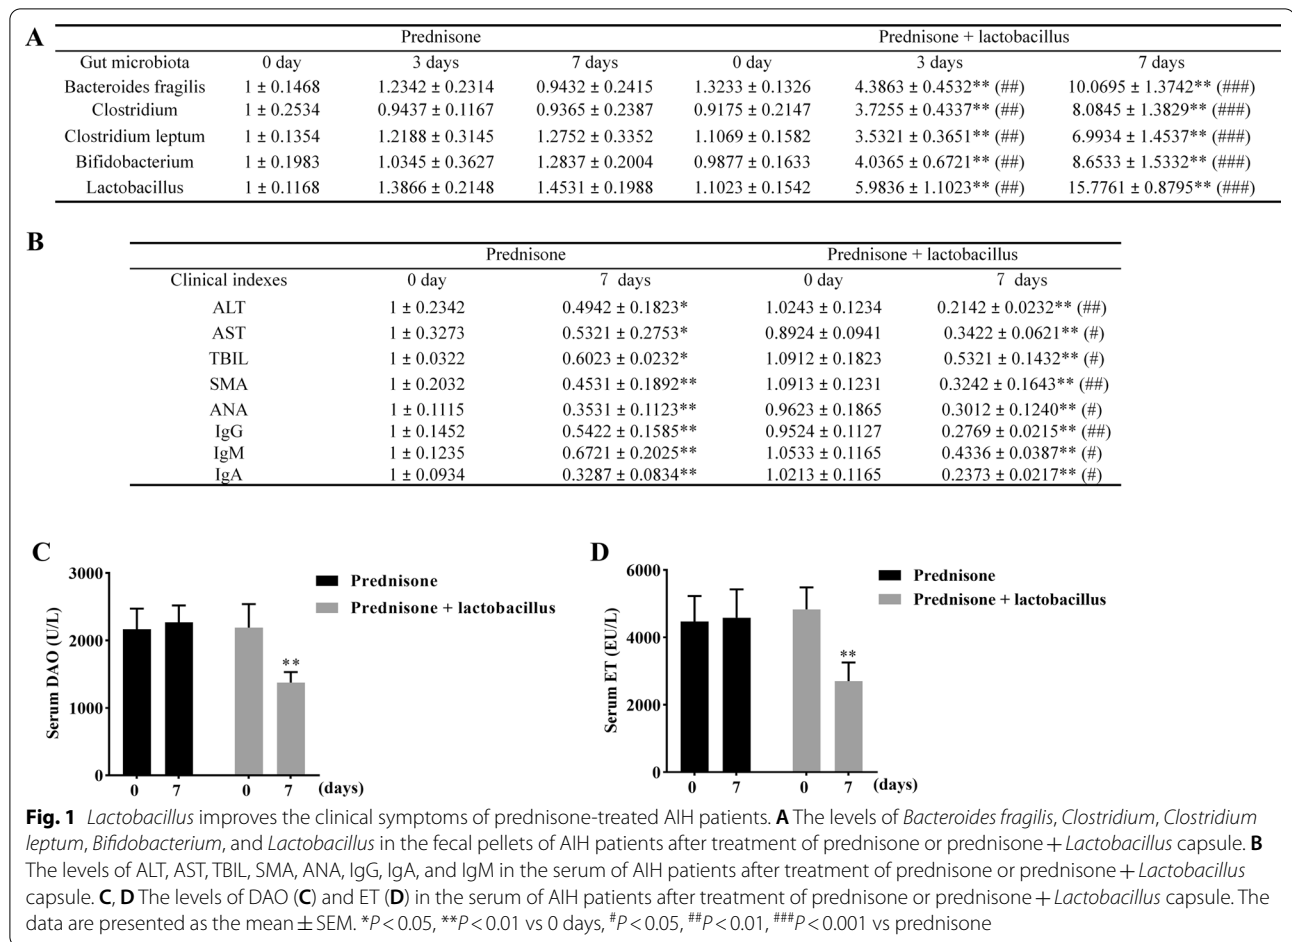 A
Prednisone Prednisone + lactobacillus
Gut microbiota 0 day 3 days 7 days 0 day 3 days 7 days
Bacteroides fragilis 1 ± 0.1468 1.2342 ± 0.2314 0.9432 ± 0.2415 1.3233 ± 0.1326 4.3863 ± 0.4532** (##) 10.0695 ± 1.3742** (###)
Clostridium 1 ± 0.2534 0.9437 ± 0.1167 0.9365 ± 0.2387 0.9175 ± 0.2147 3.7255 ± 0.4337** (##) 8.0845 ± 1.3829** (###)
Clostridium leptum 1 ± 0.1354 1.2188 ± 0.3145 1.2752 ± 0.3352 1.1069 ± 0.1582 3.5321 ± 0.3651** (##) 6.9934 ± 1.4537** (###)
Bifidobacterium 1 ± 0.1983 1.0345 ± 0.3627 1.2837 ± 0.2004 0.9877 ± 0.1633 4.0365 ± 0.6721** (##) 8.6533 ± 1.5332** (###)
Lactobacillus 1 ± 0.1168 1.3866 ± 0.2148 1.4531 ± 0.1988 1.1023 ± 0.1542 5.9836 ± 1.1023** (##) 15.7761 ± 0.8795** (###)
B
Prednisone Prednisone + lactobacillus
Clinical indexes 0 day 7 days 0 day 7 days
ALT 1 ± 0.2342 0.4942 ± 0.1823* 1.0243 ± 0.1234 0.2142 ± 0.0232** (##)
AST 1 ± 0.3273 0.5321 ± 0.2753* 0.8924 ± 0.0941 0.3422 ± 0.0621** (#)
TBIL 1 ± 0.0322 0.6023 ± 0.0232* 1.0912 ± 0.1823 0.5321 ± 0.1432** (#)
SMA 1 ± 0.2032 0.4531 ± 0.1892** 1.0913 ± 0.1231 0.3242 ± 0.1643** (##)
ANA 1 ± 0.1115 0.3531 ± 0.1123** 0.9623 ± 0.1865 0.3012 ± 0.1240** (#)
IgG 1 ± 0.1452 0.5422 ± 0.1585** 0.9524 ± 0.1127 0.2769 ± 0.0215** (##)
IgM 1 ± 0.1235 0.6721 ± 0.2025** 1.0533 ± 0.1165 0.4336 ± 0.0387** (#)
IgA 1 ± 0.0934 0.3287 ± 0.0834** 1.0213 ± 0.1165 0.2373 ± 0.0217** (#)
C
Serum DAO (U/L)
3000
2000
1000
0
**
0 7 0 7 (days)
Prednisone
Prednisone + lactobacillus
D
Serum ET (EU/L)
6000
4000
2000
0
**
0 7 0 7 (days)
Prednisone
Prednisone + lactobacillus
Fig. 1 Lactobacillus improves the clinical symptoms of prednisone-treated AIH patients. A The levels of Bacteroides fragilis, Clostridium, Clostridium
leptum, Bifidobacterium, and Lactobacillus in the fecal pellets of AIH patients after treatment of prednisone or prednisone + Lactobacillus capsule. B
The levels of ALT, AST, TBIL, SMA, ANA, IgG, IgA, and IgM in the serum of AIH patients after treatment of prednisone or prednisone + Lactobacillus
capsule. C, D The levels of DAO (C) and ET (D) in the serum of AIH patients after treatment of prednisone or prednisone + Lactobacillus capsule. The
data are presented as the mean ± SEM. *P < 0.05, **P < 0.01 vs 0 days, #P < 0.05, ##P < 0.01, ###P < 0.001 vs prednisone